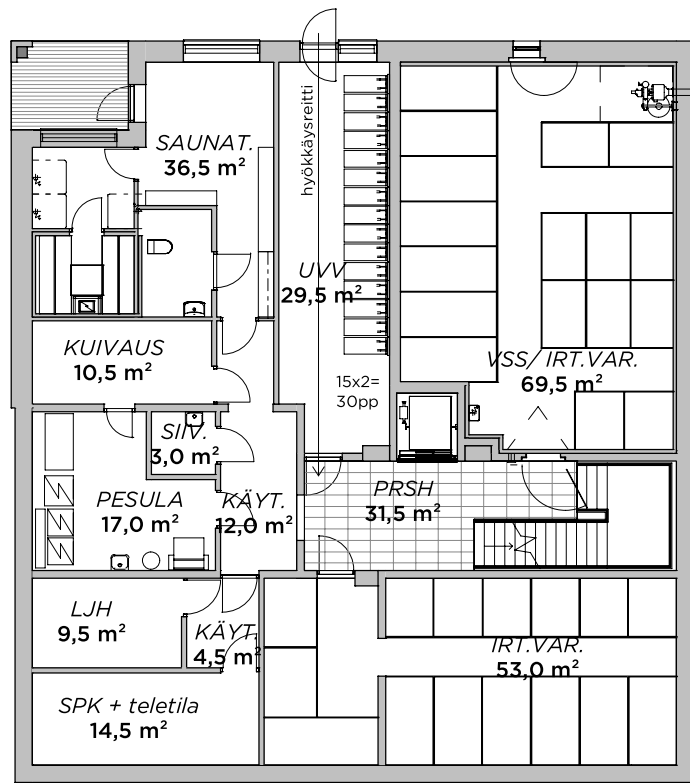 SAUNAT.
36,5 m²
hyökkäysreitti
UVV
29,5 m²
KUIVAUS
10,5 m²
VSS/ IRT.VAR.
69,5 m²
15x2=
30pp
SIIV.
3,0 m²
PESULA
17,0 m²
KÄYT.
12,0 m²
PRSH
31,5 m²
LJH
9,5 m²
KÄYT.
4,5 m²
IRT.VAR.
53,0 m²
SPK + teletila
14,5 m²